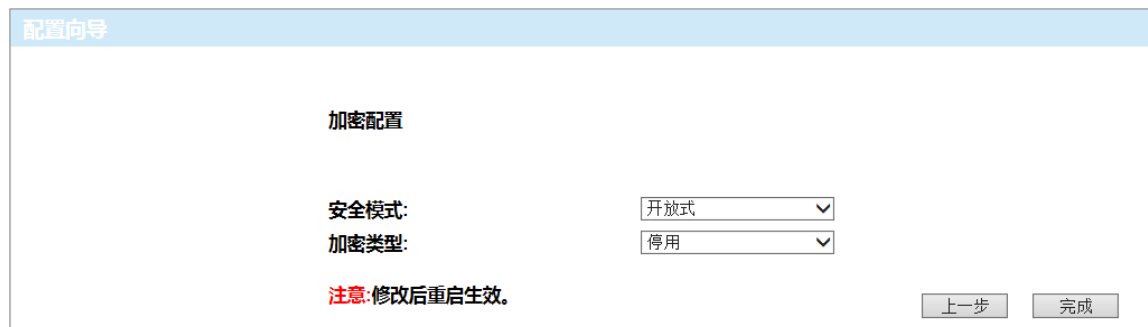 配置向导
加密配置
安全模式: 开放式
加密类型: 停用
注意:修改后重启生效。
上一步 完成